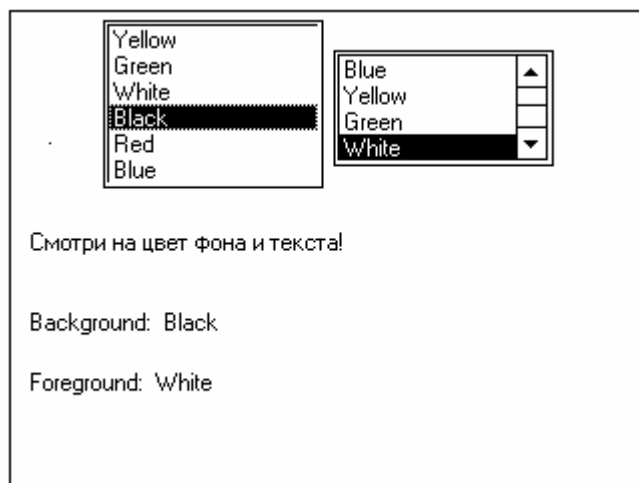 Yellow
Green
White
Black
Red
Blue
Blue
Yellow
Green
White
Смотри на цвет фона и текста!
Background: Black
Foreground: White